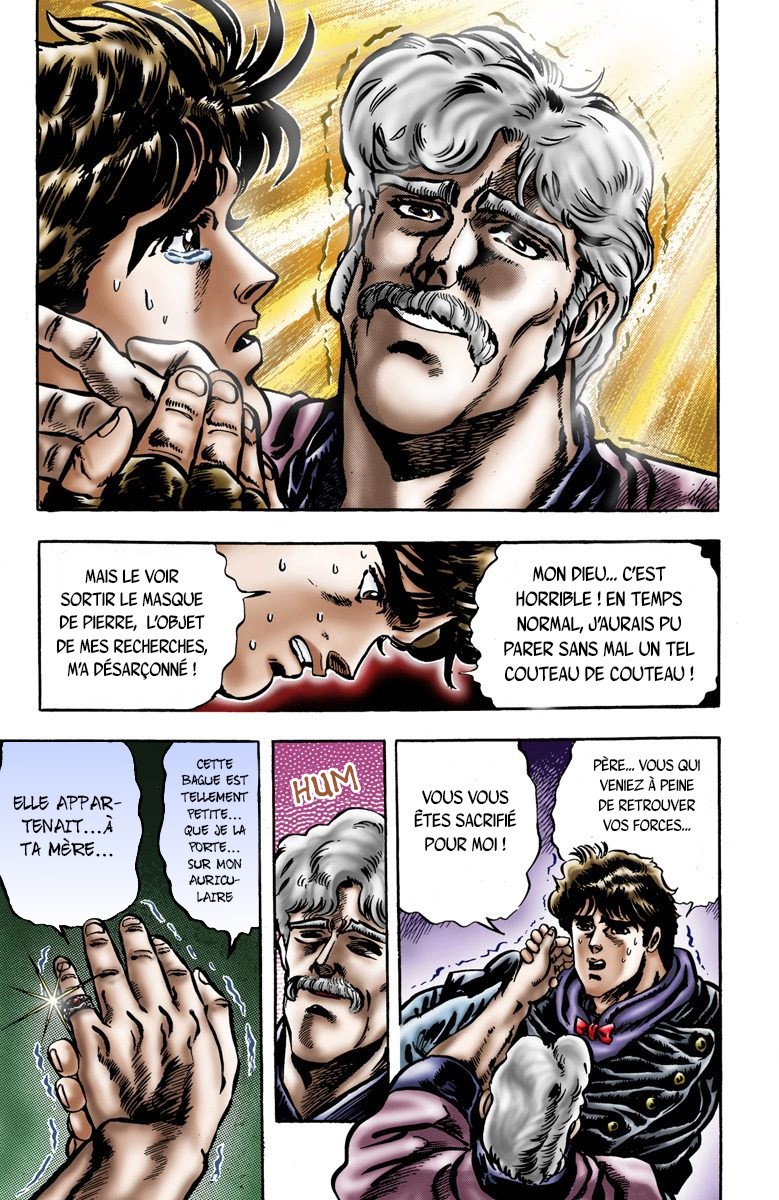 MON DIEU... C'EST
HORRIBLE ! EN TEMPS
NORMAL, J'AURAIS PU
PARER SANS MAL UN TEL
COUTEAU DE COUTEAU !
MAIS LE VOIR
SORTIR LE MASQUE
DE PIERRE, L'OBJET
DE MES RECHERCHES,
M'A DÉSARÇONNÉ !
PÈRE... VOUS QUI
VENIEZ À PEINE
DE RETROUVER
VOS FORCES...
VOUS VOUS
ÊTES SACRIFIÉ
POUR MOI !
HUM
CETTE
BAGUE EST
TELLEMENT
PETITE...
QUE JE LA
PORTE...
SUR MON
AURICU-
LAIRE
ELLE APPAR-
TENAIT...À
TA MÈRE...